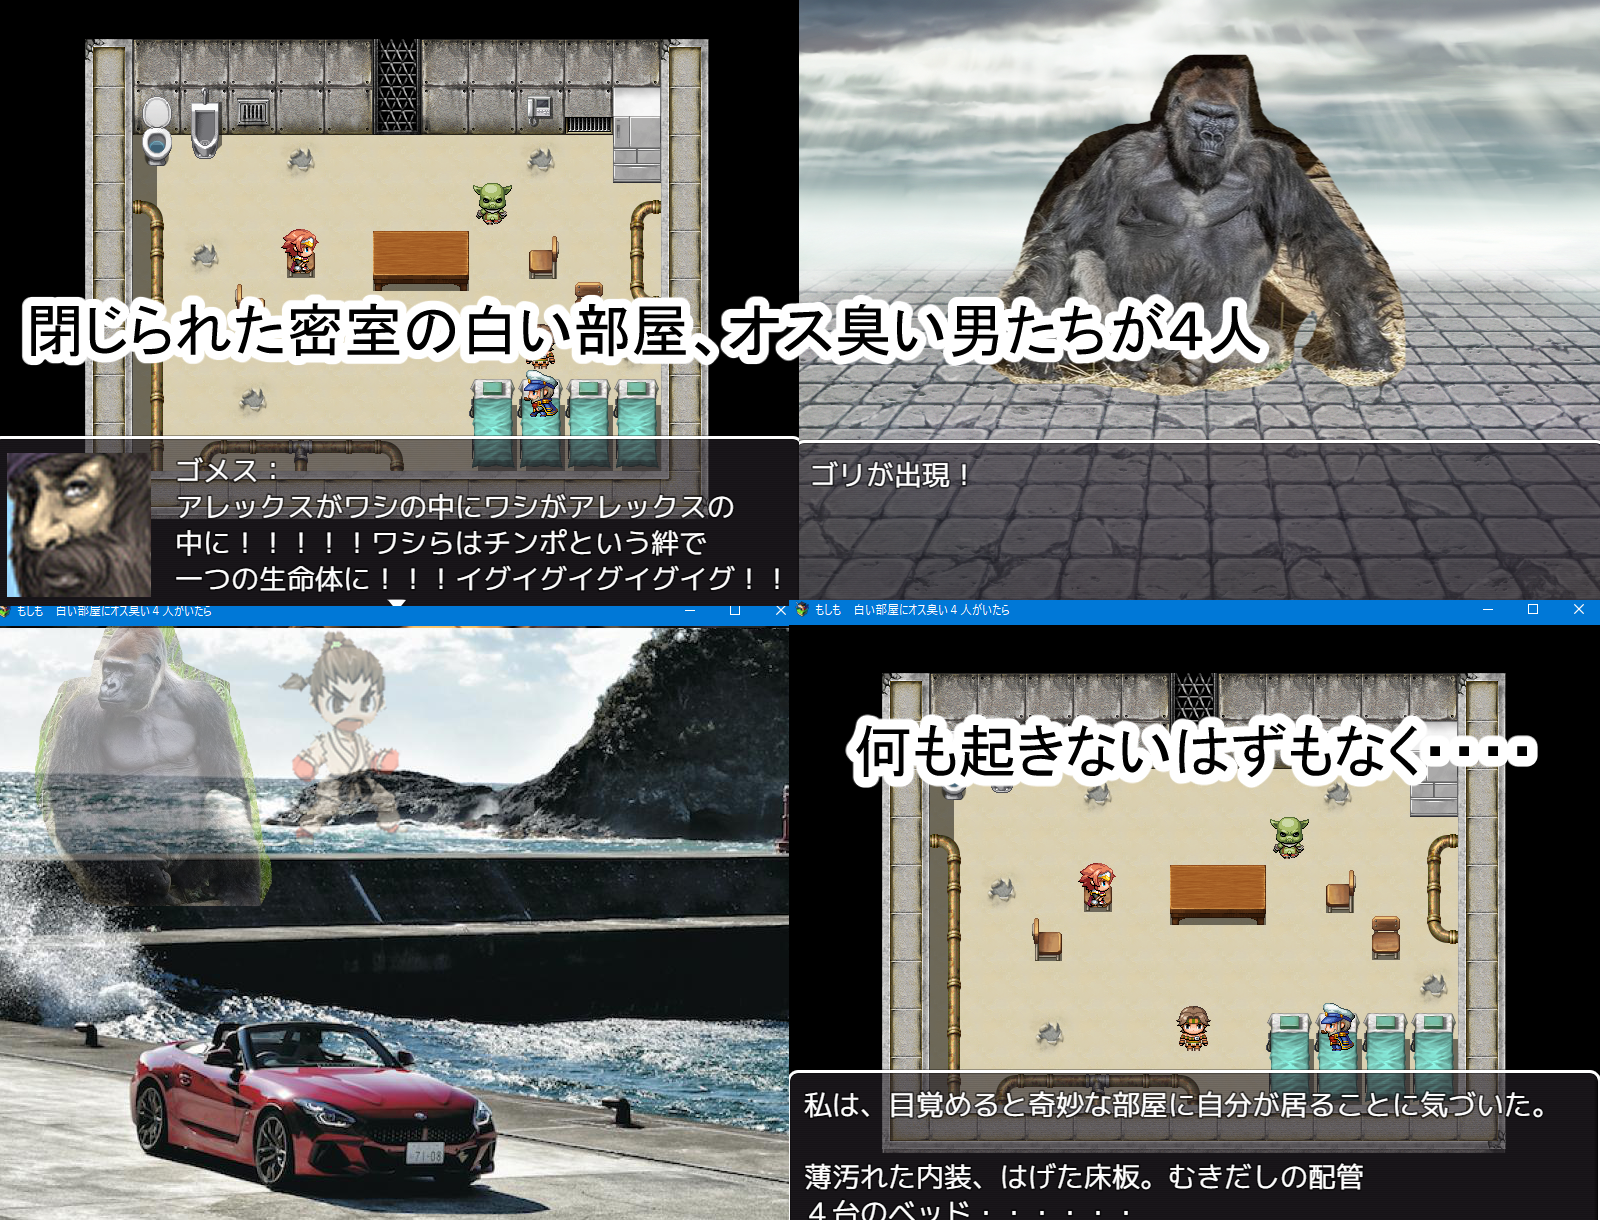 閉じられた密室の白い部屋、オス臭い男たちが4人
ゴメス：
アレックスがワシの中にワシがアレックスの
中に！！！！！ワシらはチンポという絆で
一つの生命体に！！！イグイグイグイグイグ！！
ゴリが出現！
もしも　白い部屋にオス臭い４人がいたら
もしも　白い部屋にオス臭い４人がいたら
71-08
何も起きないはずもなく・・・・
私は、目覚めると奇妙な部屋に自分が居ることに気づいた。
薄汚れた内装、はげた床板。むきだしの配管
４台のベッド・・・・・・